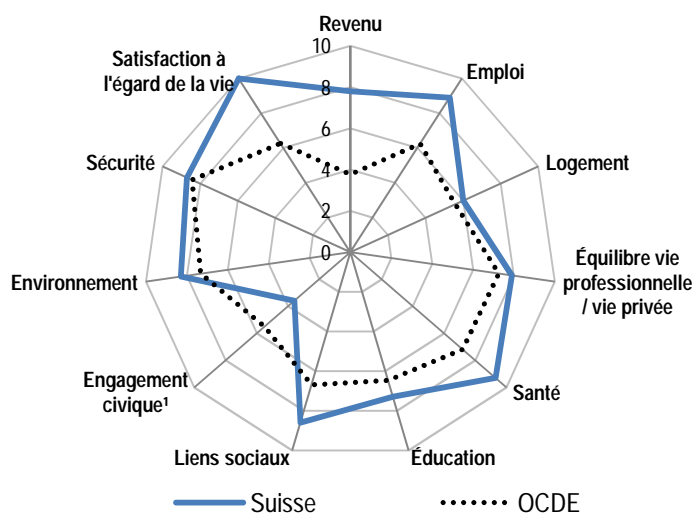 Revenu
10
8
6
4
2
0
Emploi
Logement
Équilibre vie
professionnelle
/ vie privée
Santé
Éducation
Liens sociaux
Engagement
civique¹
Environnement
Sécurité
Satisfaction à
l'égard de la vie
Suisse
OCDE